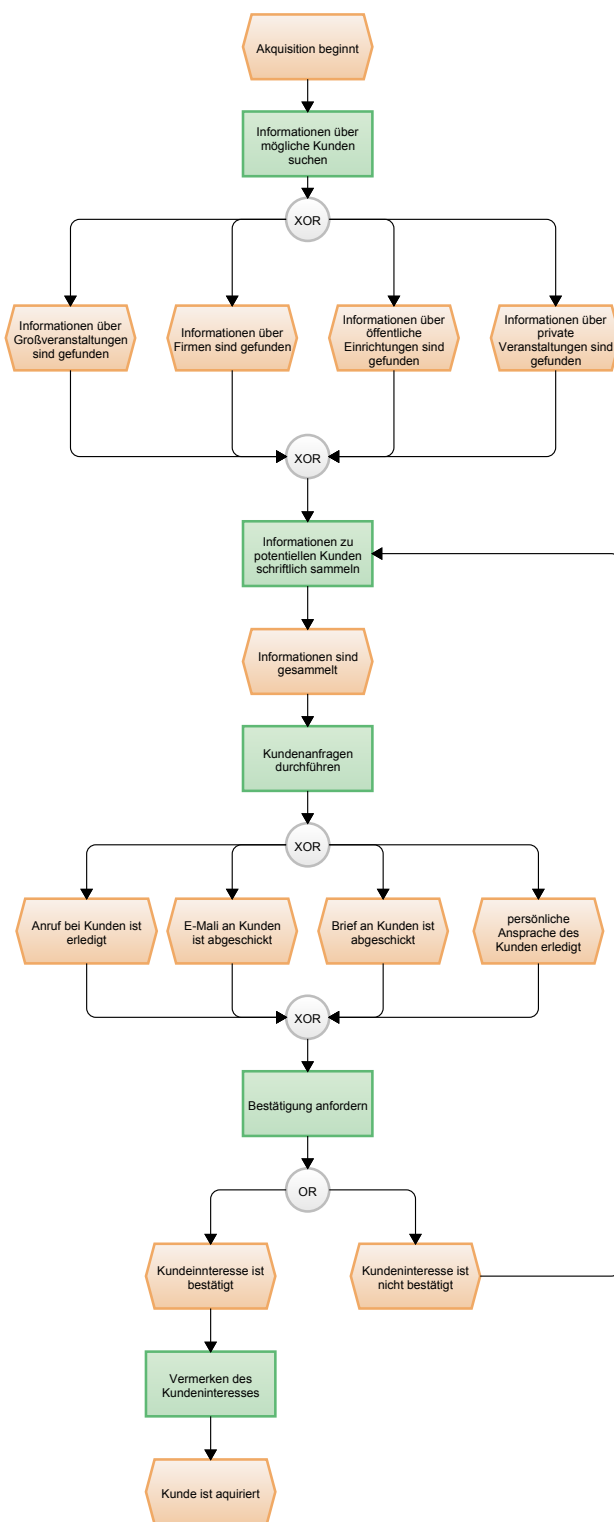 Akquisition beginnt
Informationen über
mögliche Kunden
suchen
XOR
Informationen über
Großveranstaltungen
sind gefunden
Informationen über
Firmen sind gefunden
Informationen über
öffentliche
Einrichtungen sind
gefunden
Informationen über
private
Veranstaltungen sind
gefunden
XOR
Informationen zu
potentiellen Kunden
schriftlich sammeln
Informationen sind
gesammelt
Kundenanfragen
durchführen
XOR
Anruf bei Kunden ist
erledigt
E-Mali an Kunden
ist abgeschickt
Brief an Kunden ist
abgeschickt
persönliche
Ansprache des
Kunden erledigt
XOR
Bestätigung anfordern
OR
Kundeinnteresse ist
bestätigt
Kundeninteresse ist
nicht bestätigt
Vermerken des
Kundeninteresses
Kunde ist aquiriert